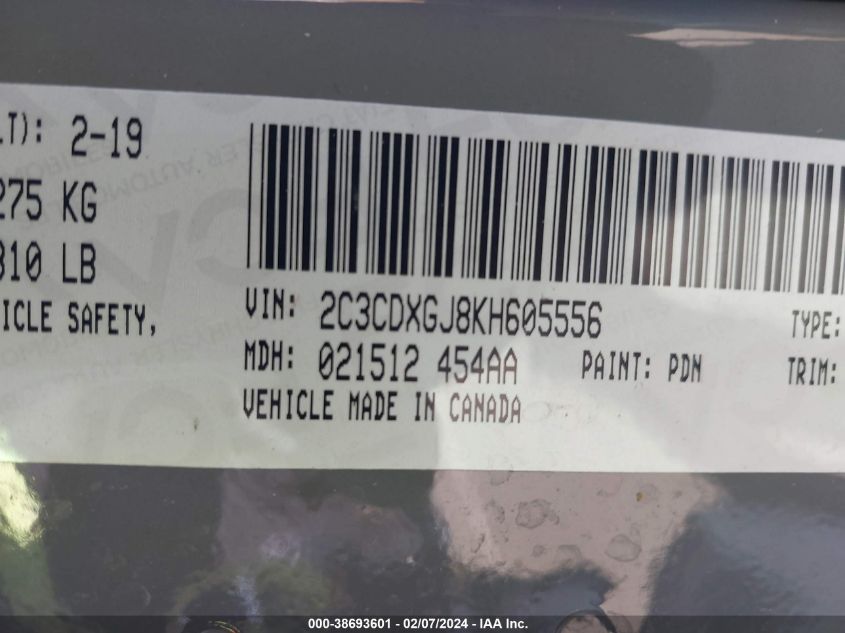 LT): 2-19
275 KG
310 LB
ICLE SAFETY,
VIN: 2C3CDXGJ8KH605556
TYPE:
MDH: 021512 454AA PAINT: PDN TRIM:
VEHICLE MADE IN CANADA
000-38693601 - 02/07/2024 - IAA Inc.